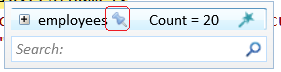 employees Count = 20
Search: